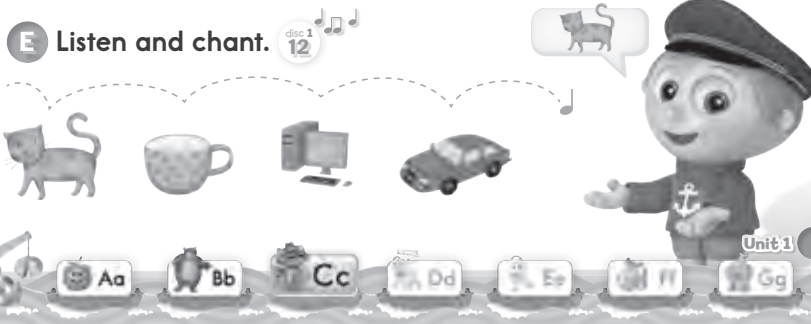 E Listen and chant. disc 1 12
Unit 1
Aa Bb Cc Dd Ee Ff Gg